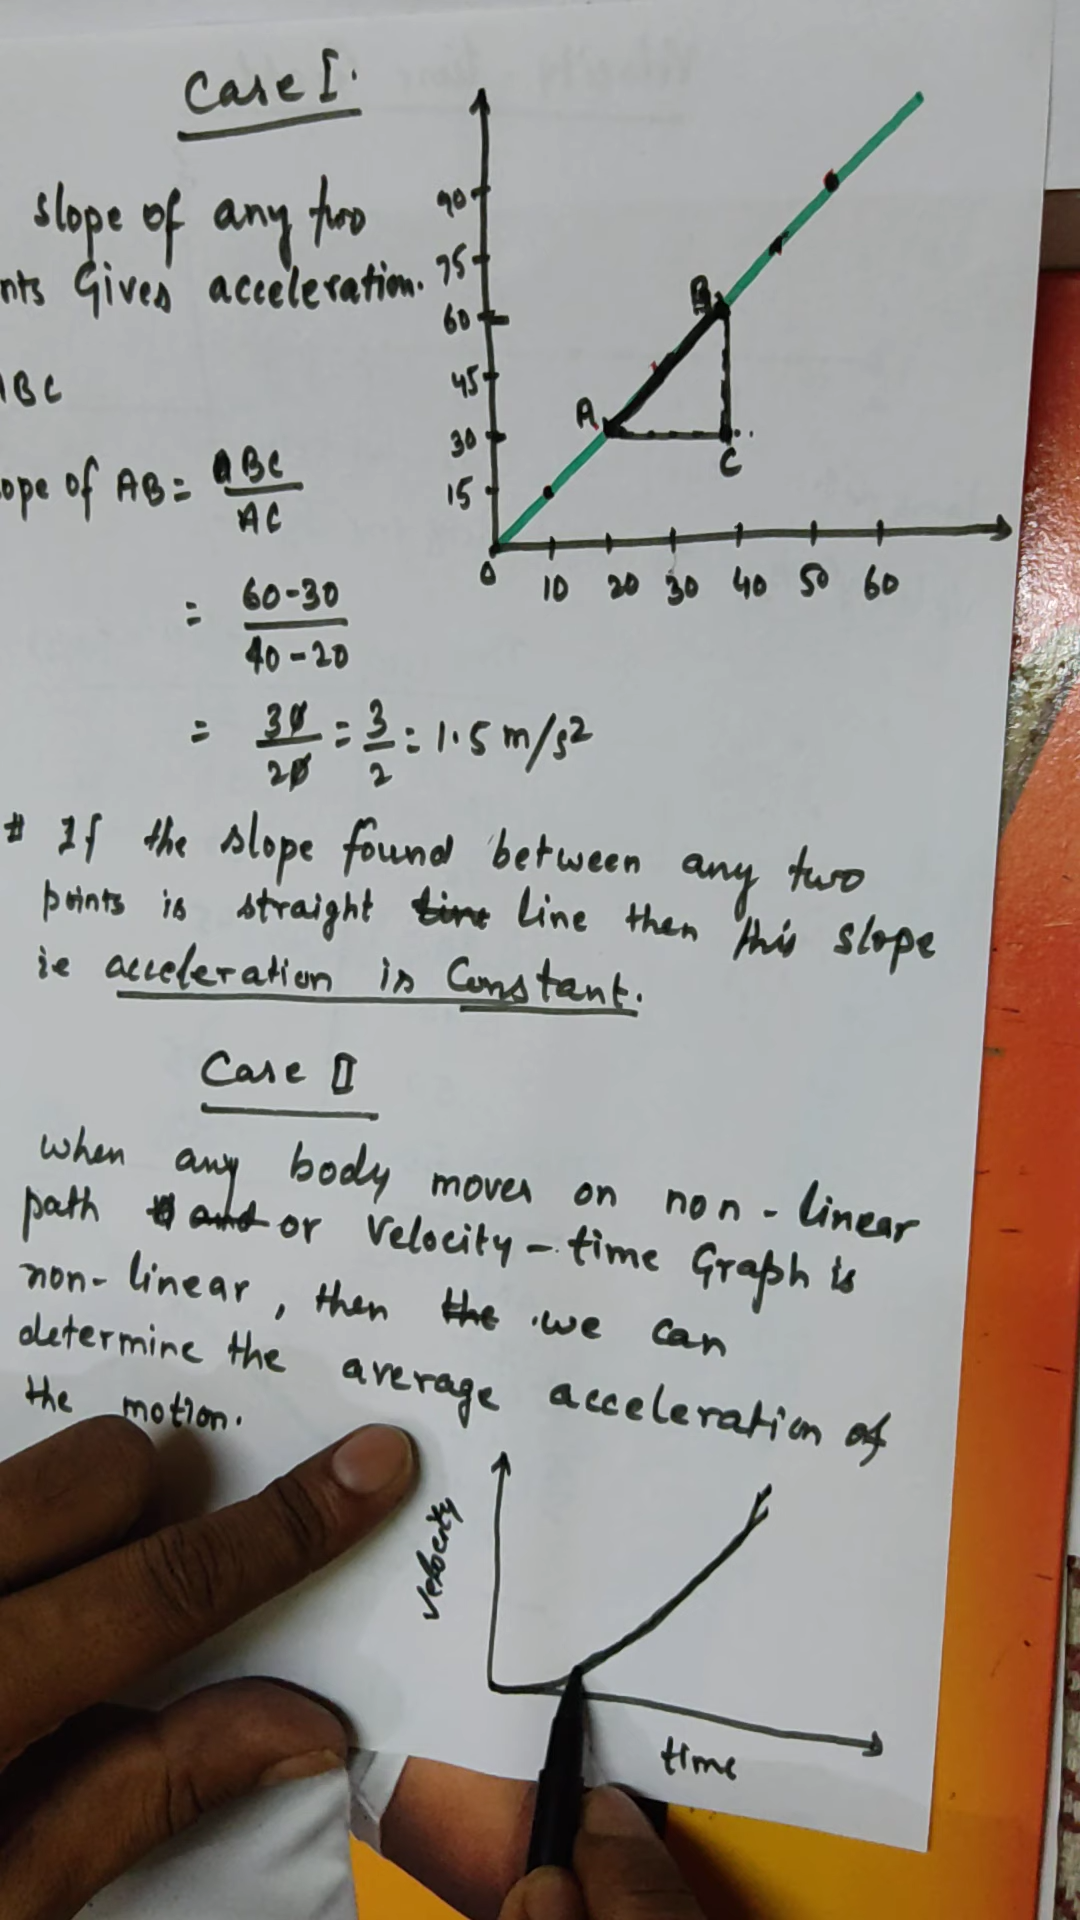 Case I.
slope of any two
nts Gives acceleration.
ABC
ope of AB = BC
AC
= 60-30
40-20
= 30 = 3 = 1.5 m/s²
20 2
90
75
60
45
30
15
0 10 20 30 40 50 60
A
B
C
# If the slope found between any two
points is straight line Line then this slope
ie acceleration is Constant.
Case II
when any body moves on non-linear
path and or Velocity-time Graph is
non-linear, then the we can
determine the average acceleration of
the motion.
Velocity
time